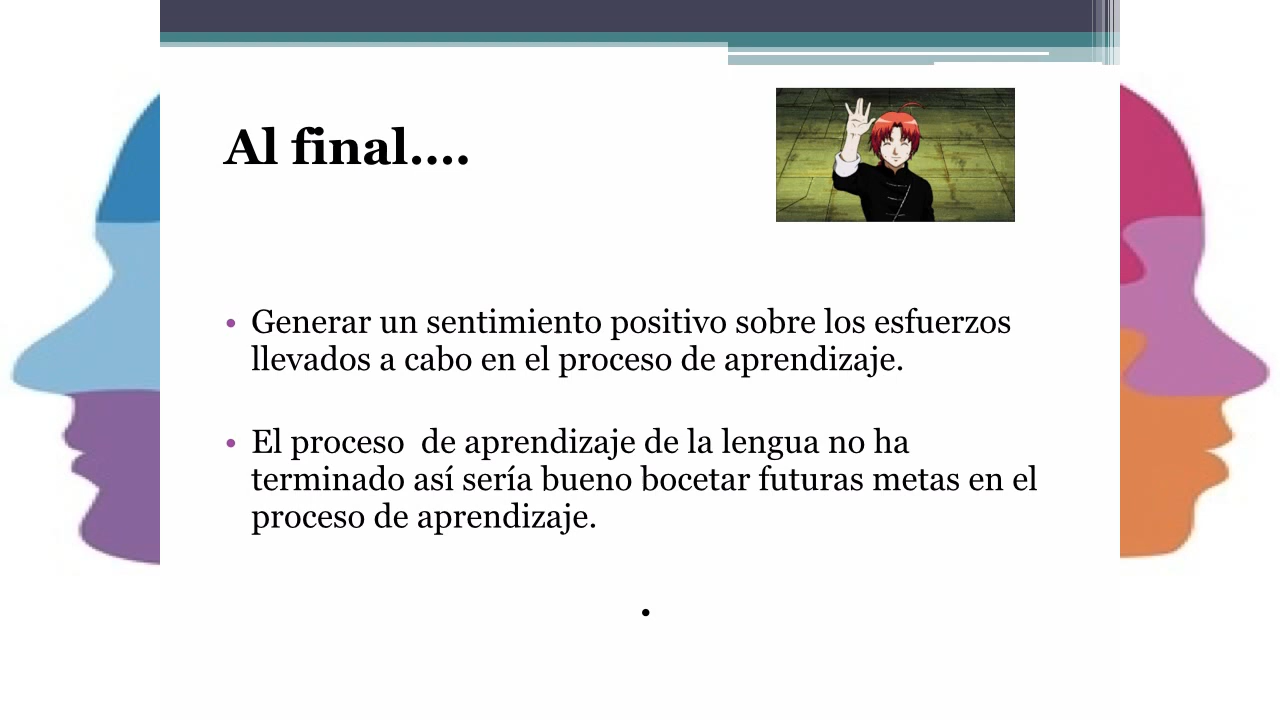 Al final....
• Generar un sentimiento positivo sobre los esfuerzos
llevados a cabo en el proceso de aprendizaje.
• El proceso  de aprendizaje de la lengua no ha
terminado así sería bueno bocetar futuras metas en el
proceso de aprendizaje.
.